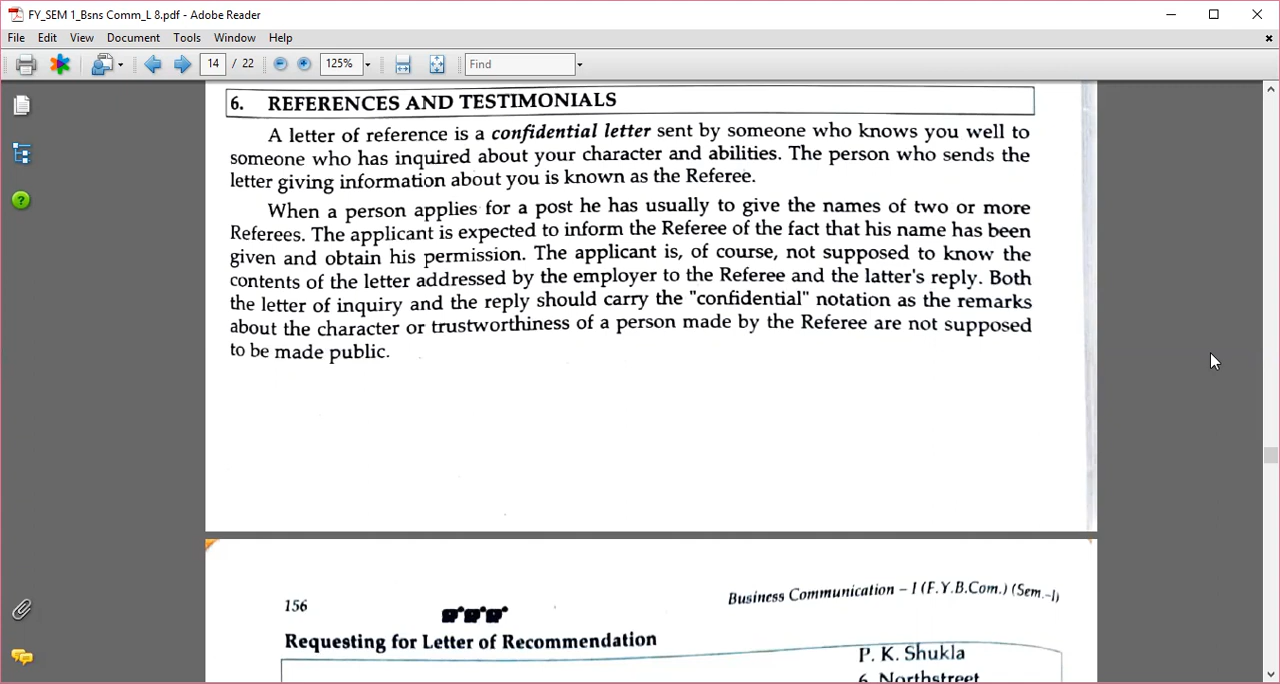 FY_SEM 1_Bsns Comm_L 8.pdf - Adobe Reader
File Edit View Document Tools Window Help
14 / 22 125% Find
6. REFERENCES AND TESTIMONIALS
A letter of reference is a confidential letter sent by someone who knows you well to
someone who has inquired about your character and abilities. The person who sends the
letter giving information about you is known as the Referee.
When a person applies for a post he has usually to give the names of two or more
Referees. The applicant is expected to inform the Referee of the fact that his name has been
given and obtain his permission. The applicant is, of course, not supposed to know the
contents of the letter addressed by the employer to the Referee and the latter's reply. Both
the letter of inquiry and the reply should carry the "confidential" notation as the remarks
about the character or trustworthiness of a person made by the Referee are not supposed
to be made public.
156 Business Communication – I (F.Y.B.Com.) (Sem.-I)
Requesting for Letter of Recommendation
P. K. Shukla
6, Northstreet